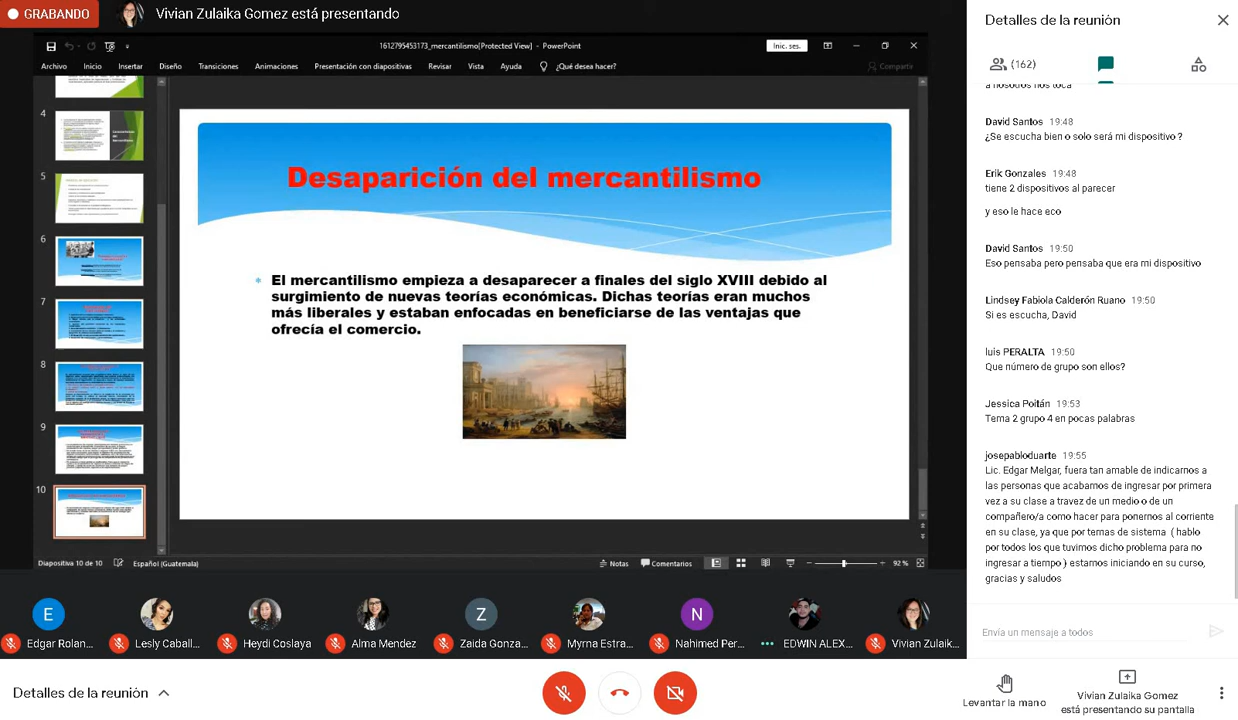 GRABANDO
Vivian Zulaika Gomez está presentando
1612795453173_mercantilismo[Protected View] - PowerPoint
Inic. ses.
Archivo Inicio Insertar Diseño Transiciones Animaciones Presentación con diapositivas Revisar Vista Ayuda ¿Qué desea hacer? Compartir
4
5
6
7
8
9
10
Desaparición del mercantilismo
El mercantilismo empieza a desaparecer a finales del siglo XVIII debido al
surgimiento de nuevas teorías económicas. Dichas teorías eran muchos
más liberales y estaban enfocadas en beneficiarse de las ventajas que
ofrecía el comercio.
Diapositiva 10 de 10 Español (Guatemala) Notas Comentarios 92 %
Edgar Rolan... Lesly Caball... Heydi Coslaya Alma Mendez Zaida Gonza... Myrna Estra... Nahimed Per... EDWIN ALEX... Vivian Zulaik...
E
Z
N
Detalles de la reunión
(162)
a nosotros nos toca
David Santos 19:48
¿Se escucha bien o solo será mi dispositivo ?
Erik Gonzales 19:48
tiene 2 dispositivos al parecer
y eso le hace eco
David Santos 19:50
Eso pensaba pero pensaba que era mi dispositivo
Lindsey Fabiola Calderón Ruano 19:50
Si es escucha, David
luis PERALTA 19:50
Que número de grupo son ellos?
Jessica Poitán 19:53
Tema 2 grupo 4 en pocas palabras
josepabloduarte 19:55
Lic. Edgar Melgar, fuera tan amable de indicarnos a
las personas que acabamos de ingresar por primera
vez a su clase a travez de un medio o de un
compañero/a como hacer para ponernos al corriente
en su clase, ya que por temas de sistema ( hablo
por todos los que tuvimos dicho problema para no
ingresar a tiempo ) estamos iniciando en su curso,
gracias y saludos
Envía un mensaje a todos
Detalles de la reunión
Levantar la mano
Vivian Zulaika Gomez
está presentando su pantalla